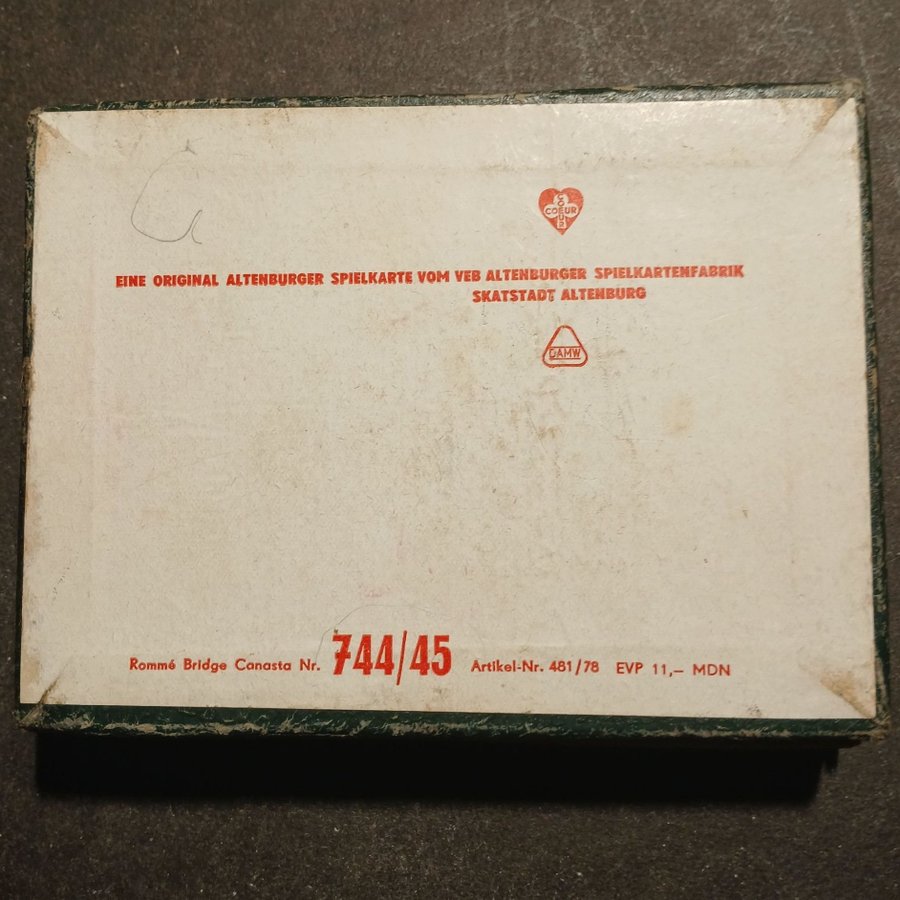 COEUR
COEUR
EINE ORIGINAL ALTENBURGER SPIELKARTE VOM VEB ALTENBURGER SPIELKARTENFABRIK
SKATSTADT ALTENBURG
DAMW
Rommé Bridge Canasta Nr. 744/45 Artikel-Nr. 481/78 EVP 11,– MDN